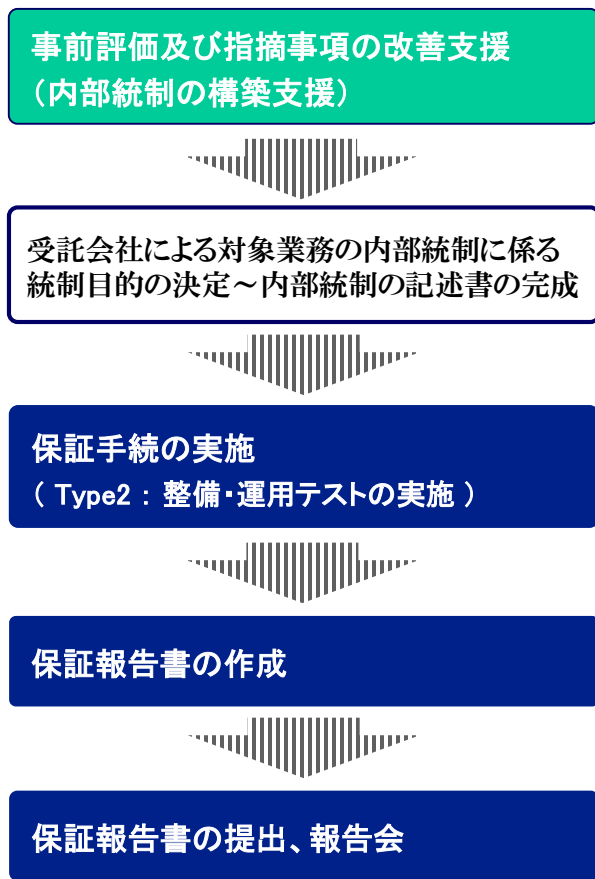 事前評価及び指摘事項の改善支援
（内部統制の構築支援）
受託会社による対象業務の内部統制に係る
統制目的の決定～内部統制の記述書の完成
保証手続の実施
（ Type2 ： 整備・運用テストの実施 ）
保証報告書の作成
保証報告書の提出、報告会